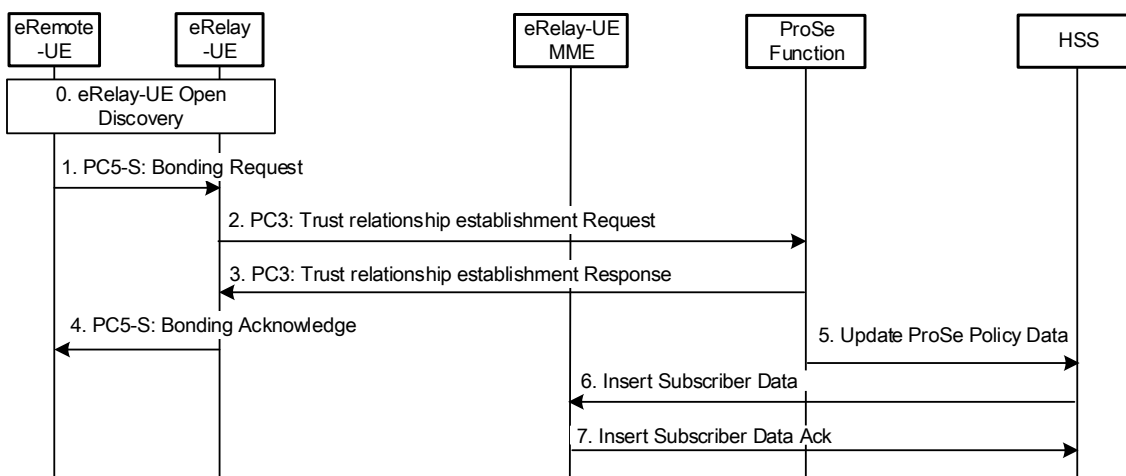 eRemote
-UE
eRelay
-UE
eRelay-UE
MME
ProSe
Function
HSS
0. eRelay-UE Open
Discovery
1. PC5-S: Bonding Request
2. PC3: Trust relationship establishment Request
3. PC3: Trust relationship establishment Response
4. PC5-S: Bonding Acknowledge
5. Update ProSe Policy Data
6. Insert Subscriber Data
7. Insert Subscriber Data Ack